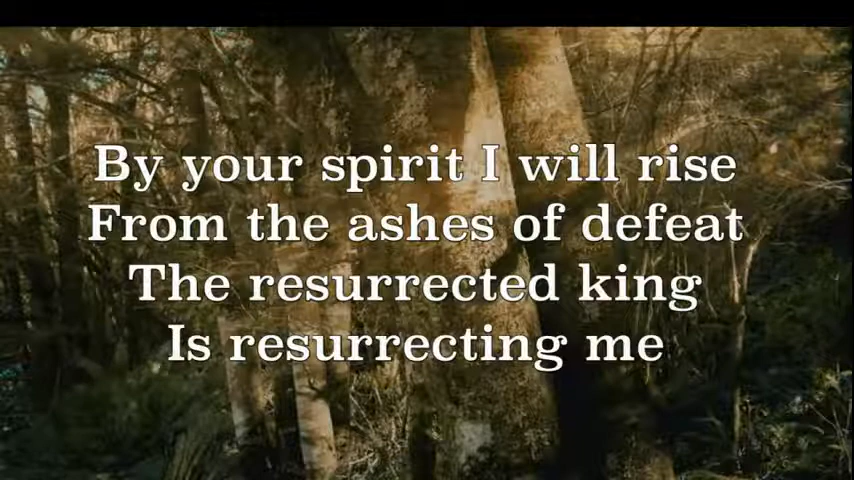 By your spirit I will rise
From the ashes of defeat
The resurrected king
Is resurrecting me